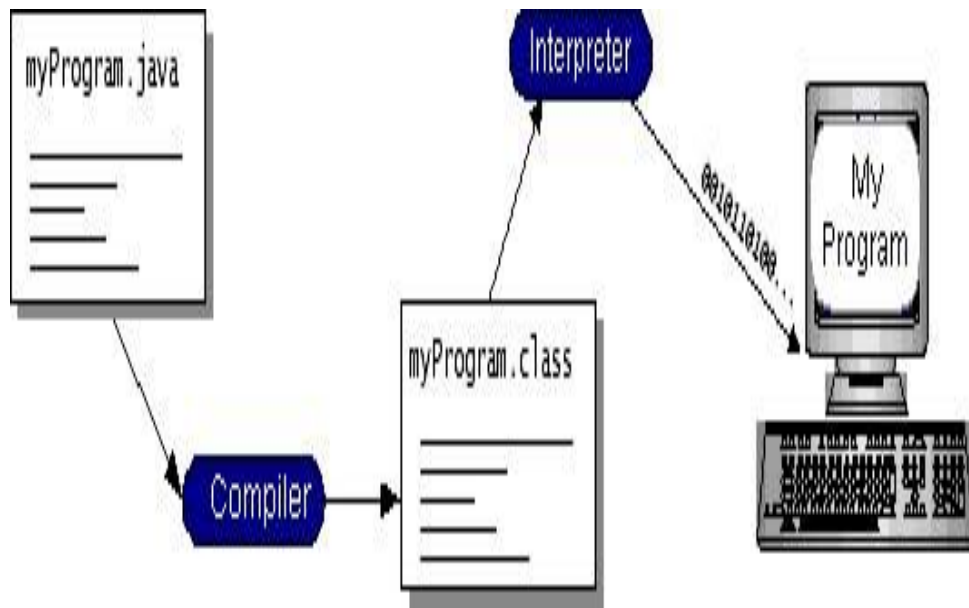 myProgram.java
Compiler
myProgram.class
Interpreter
0010110100...
My
Program